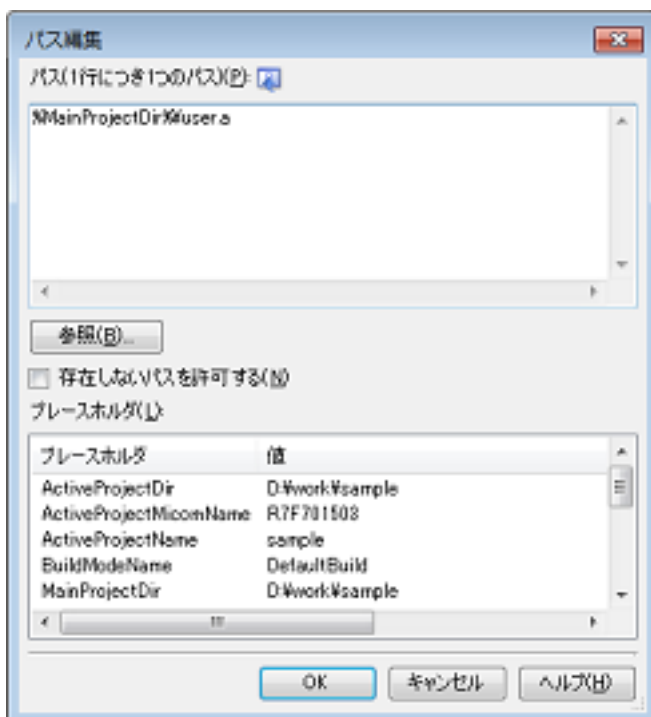 パス編集
パス(1行につき1つのパス)(P):
%MainProjectDir%¥user.a
参照(B)...
存在しないパスを許可する(N)
プレースホルダ(L):
プレースホルダ 値
ActiveProjectDir D:¥work¥sample
ActiveProjectMicomName R7F701503
ActiveProjectName sample
BuildModeName DefaultBuild
MainProjectDir D:¥work¥sample
OK キャンセル ヘルプ(H)